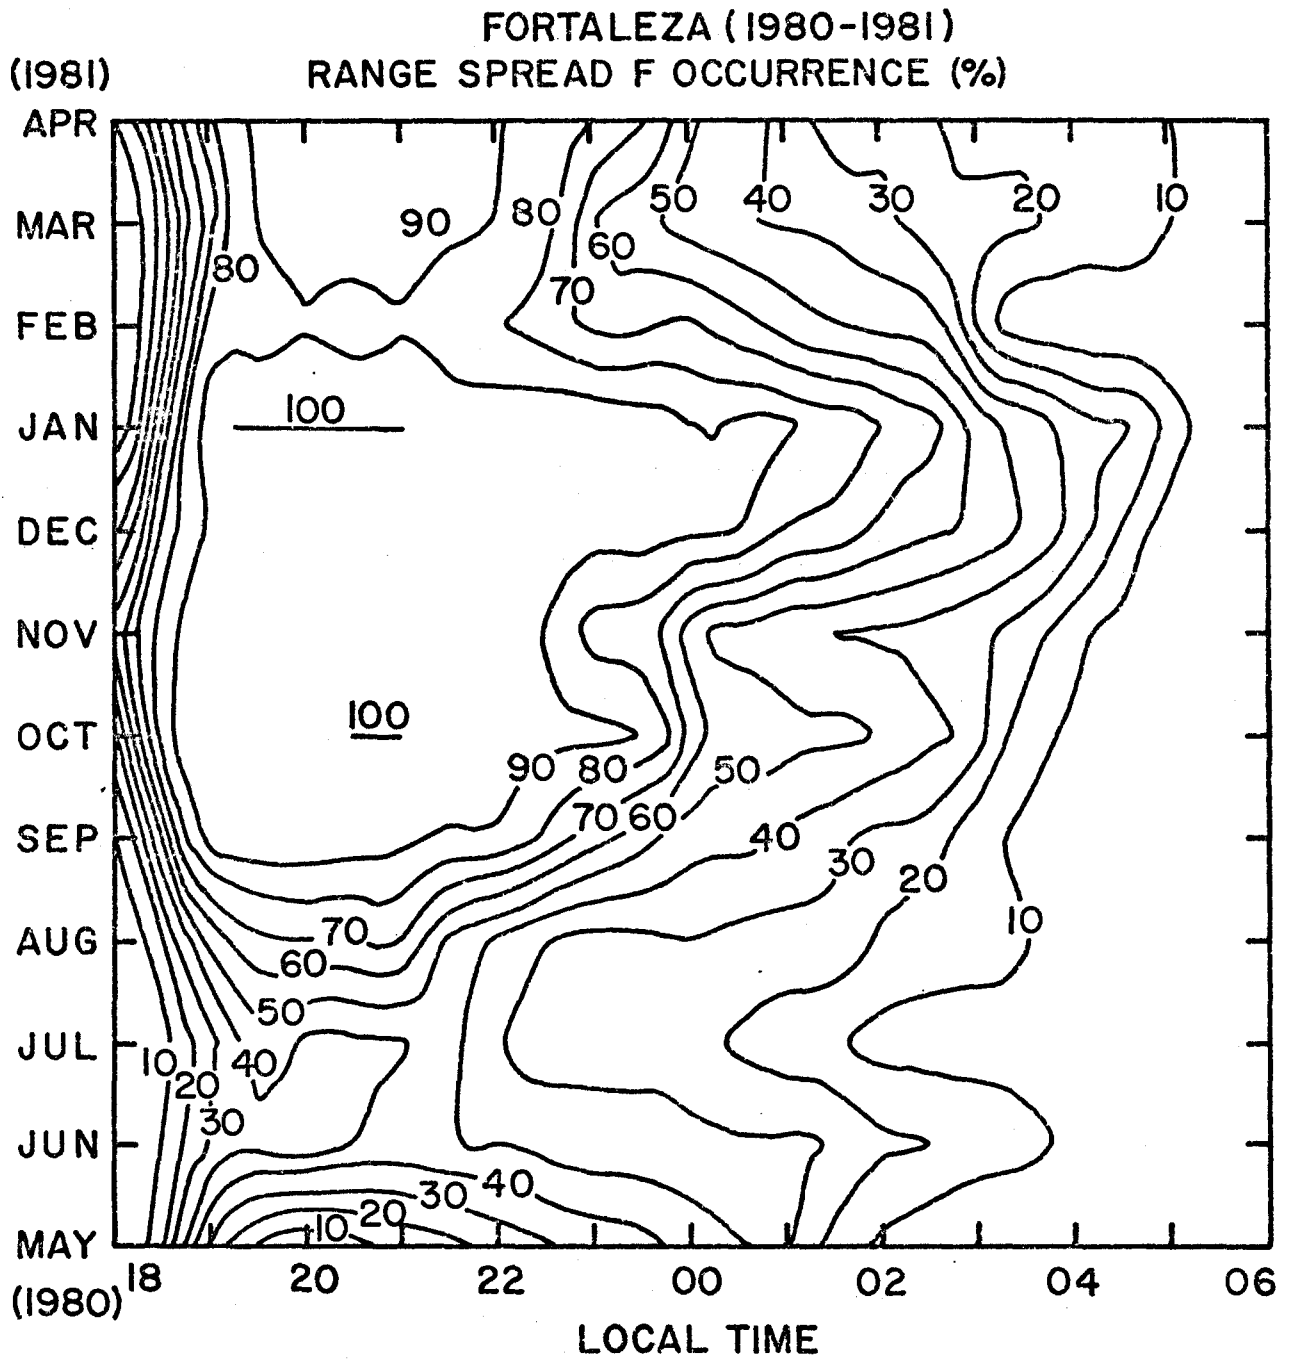 FORTALEZA (1980-1981)
(1981) RANGE SPREAD F OCCURRENCE (%)
APR
50 40 30 20 10
MAR 90 80
60
80
70
FEB
100
JAN
DEC
NOV
100
OCT
90 80 50
70 60
SEP 40
30
20
10
AUG 70
60
50
JUL 10 40
20
30
JUN
40
30
20
10
MAY
18 20 22 00 02 04 06
(1980)
LOCAL TIME